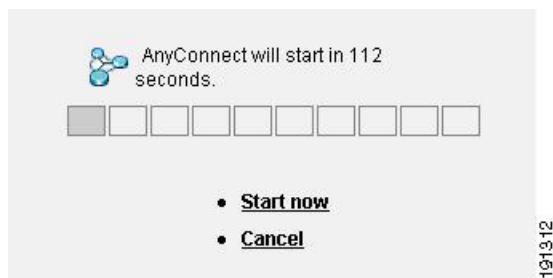 AnyConnect will start in 112
seconds.
Start now
Cancel
191312